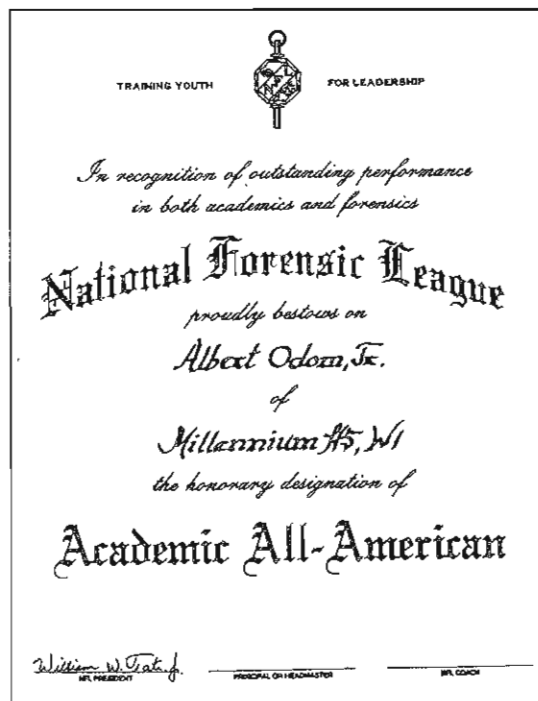 TRAINING YOUTH FOR LEADERSHIP
In recognition of outstanding performance
in both academics and forensics
National Forensic League
proudly bestows on
Albert Odom, Jr.
of
Millennium HS, WI
the honorary designation of
Academic All-American
William W. Tate Jr.
NFL PRESIDENT PRINCIPAL OR HEADMASTER NFL COACH